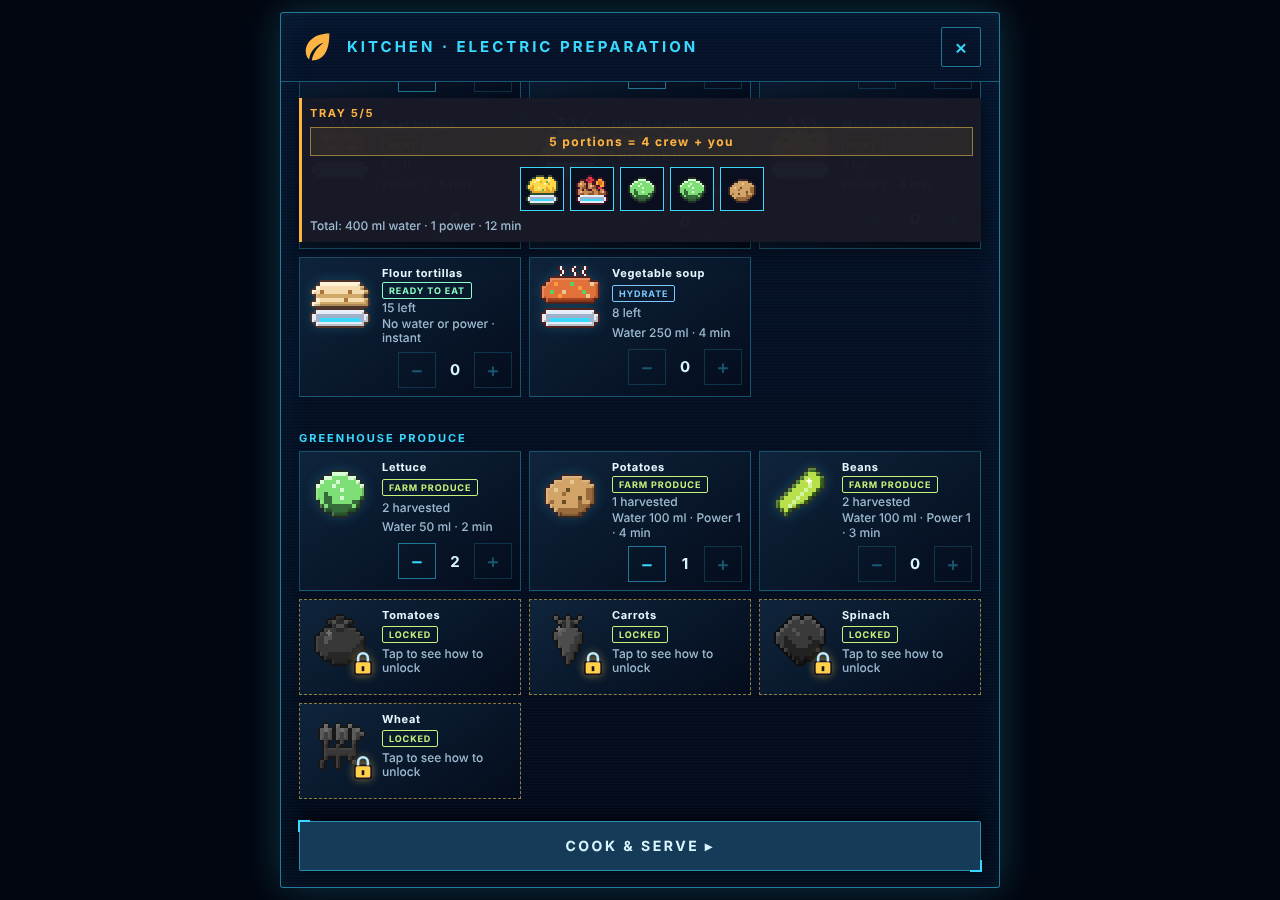 KITCHEN · ELECTRIC PREPARATION
×
TRAY 5/5
5 portions = 4 crew + you
Total: 400 ml water · 1 power · 12 min
Flour tortillas
READY TO EAT
15 left
No water or power ·
instant
− 0 +
Vegetable soup
HYDRATE
8 left
Water 250 ml · 4 min
− 0 +
GREENHOUSE PRODUCE
Lettuce
FARM PRODUCE
2 harvested
Water 50 ml · 2 min
− 2 +
Potatoes
FARM PRODUCE
1 harvested
Water 100 ml · Power 1
· 4 min
− 1 +
Beans
FARM PRODUCE
2 harvested
Water 100 ml · Power 1
· 3 min
− 0 +
Tomatoes
LOCKED
Tap to see how to
unlock
Carrots
LOCKED
Tap to see how to
unlock
Spinach
LOCKED
Tap to see how to
unlock
Wheat
LOCKED
Tap to see how to
unlock
COOK & SERVE ▸